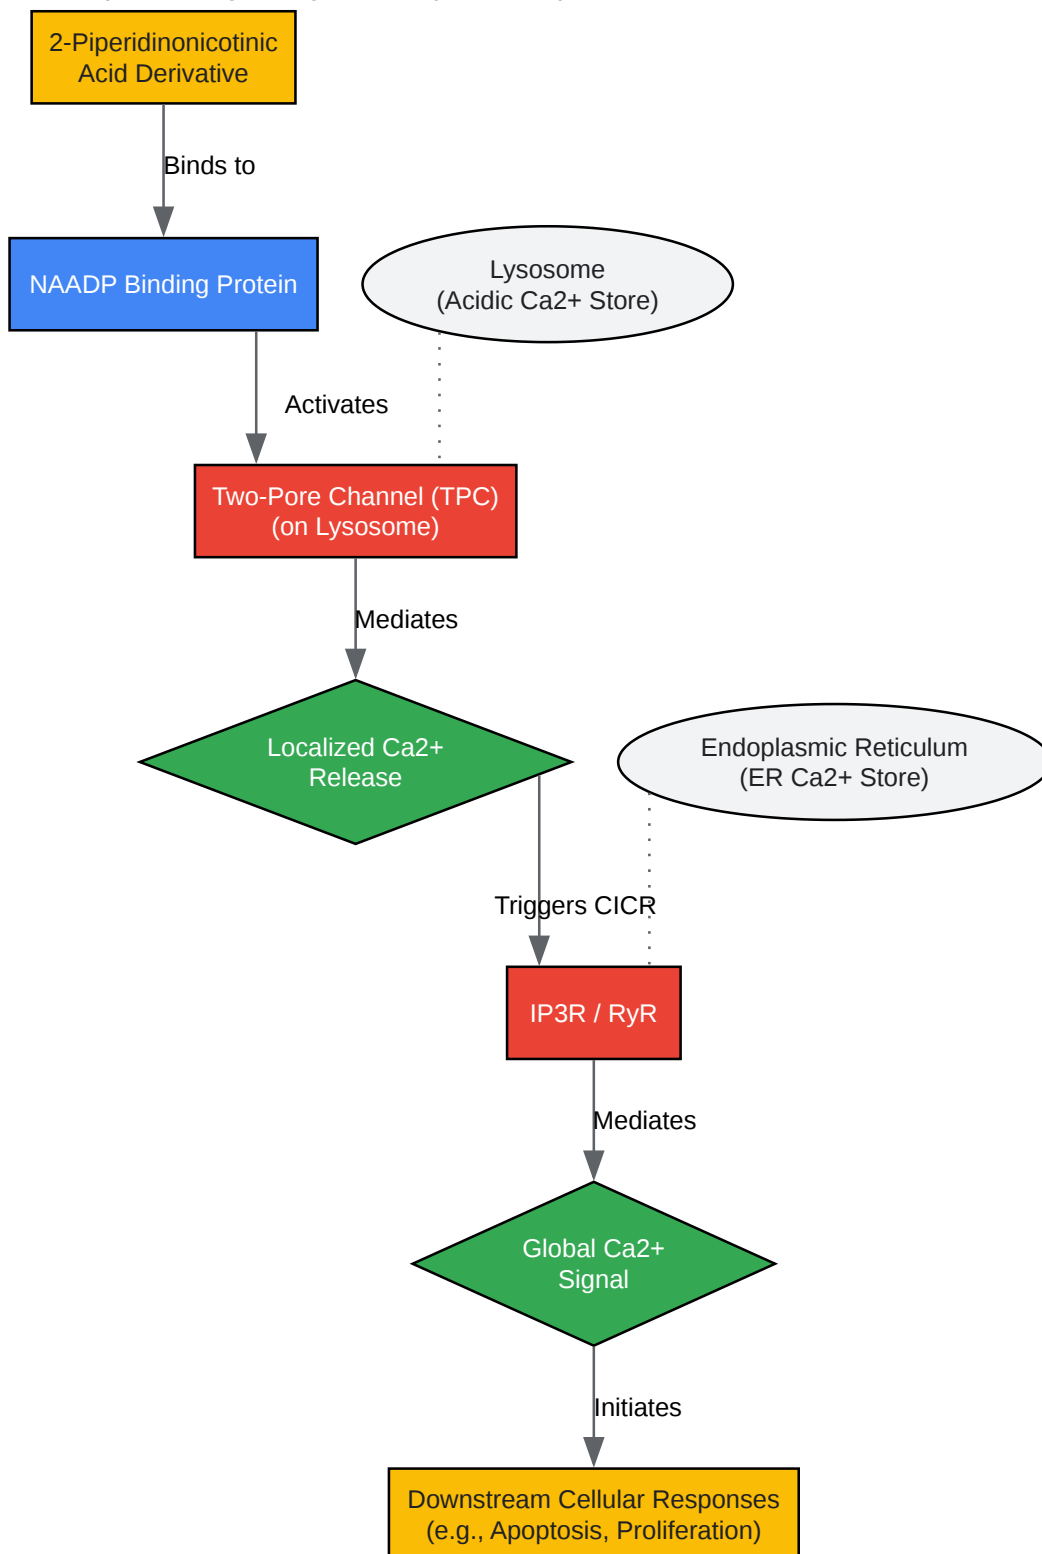 2-Piperidinonicotinic
Acid Derivative
Binds to
NAADP Binding Protein
Lysosome
(Acidic Ca2+ Store)
Activates
Two-Pore Channel (TPC)
(on Lysosome)
Mediates
Localized Ca2+
Release
Endoplasmic Reticulum
(ER Ca2+ Store)
Triggers CICR
IP3R / RyR
Mediates
Global Ca2+
Signal
Initiates
Downstream Cellular Responses
(e.g., Apoptosis, Proliferation)